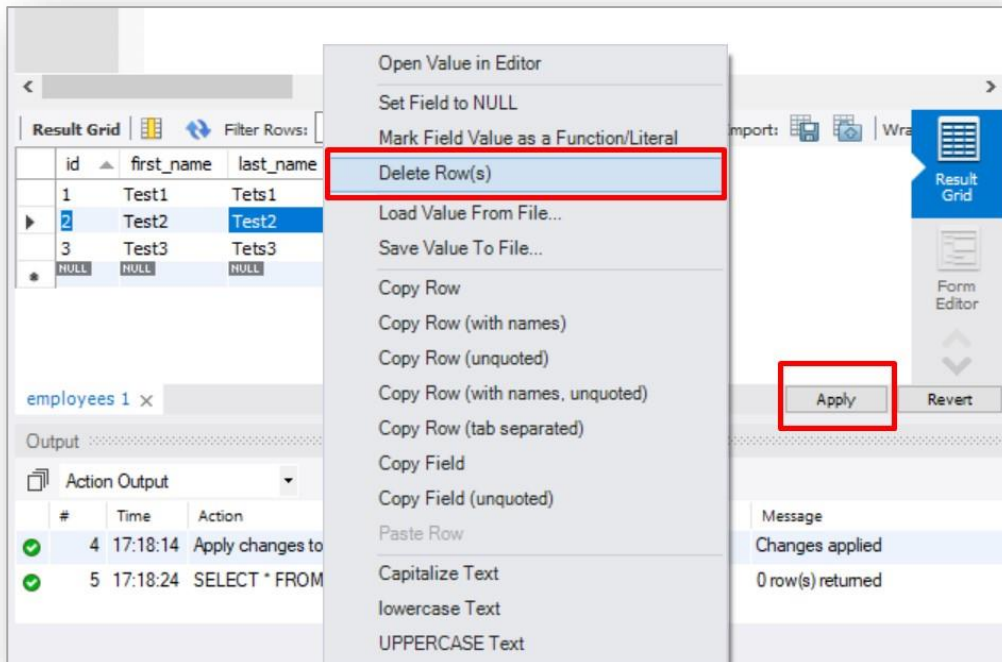 Open Value in Editor
Set Field to NULL
Mark Field Value as a Function/Literal
Delete Row(s)
Load Value From File...
Save Value To File...
Copy Row
Copy Row (with names)
Copy Row (unquoted)
Copy Row (with names, unquoted)
Copy Row (tab separated)
Copy Field
Copy Field (unquoted)
Paste Row
Capitalize Text
lowercase Text
UPPERCASE Text
Result Grid Filter Rows:
id first_name last_name
1 Test1 Tets1
2 Test2 Test2
3 Test3 Tets3
NULL NULL NULL
Result
Grid
Form
Editor
employees 1
Apply Revert
Output
Action Output
# Time Action Message
4 17:18:14 Apply changes to Changes applied
5 17:18:24 SELECT * FROM 0 row(s) returned